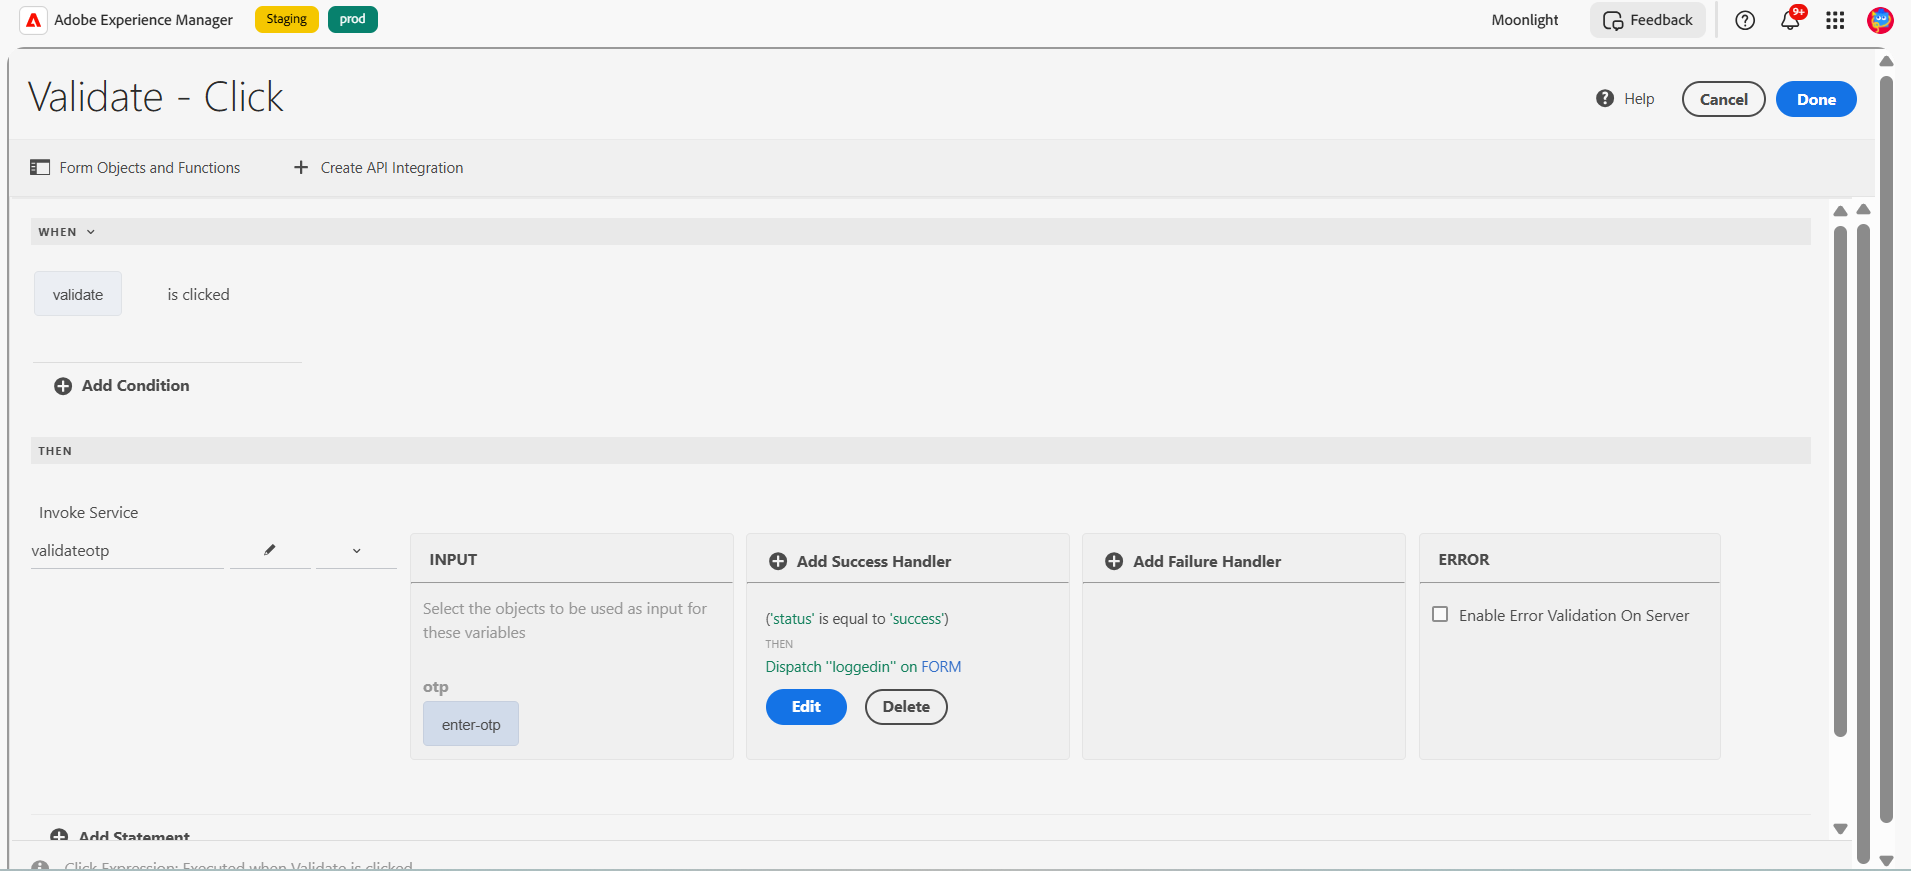 Adobe Experience Manager
Staging
prod
Moonlight
Feedback
9+
Validate - Click
Help
Cancel
Done
Form Objects and Functions
Create API Integration
WHEN
validate
is clicked
Add Condition
THEN
Invoke Service
validateotp
INPUT
Select the objects to be used as input for
these variables
otp
enter-otp
Add Success Handler
('status' is equal to 'success')
THEN
Dispatch "loggedin" on FORM
Edit
Delete
Add Failure Handler
ERROR
Enable Error Validation On Server
Add Statement
Click Expression: Executed when Validate is clicked